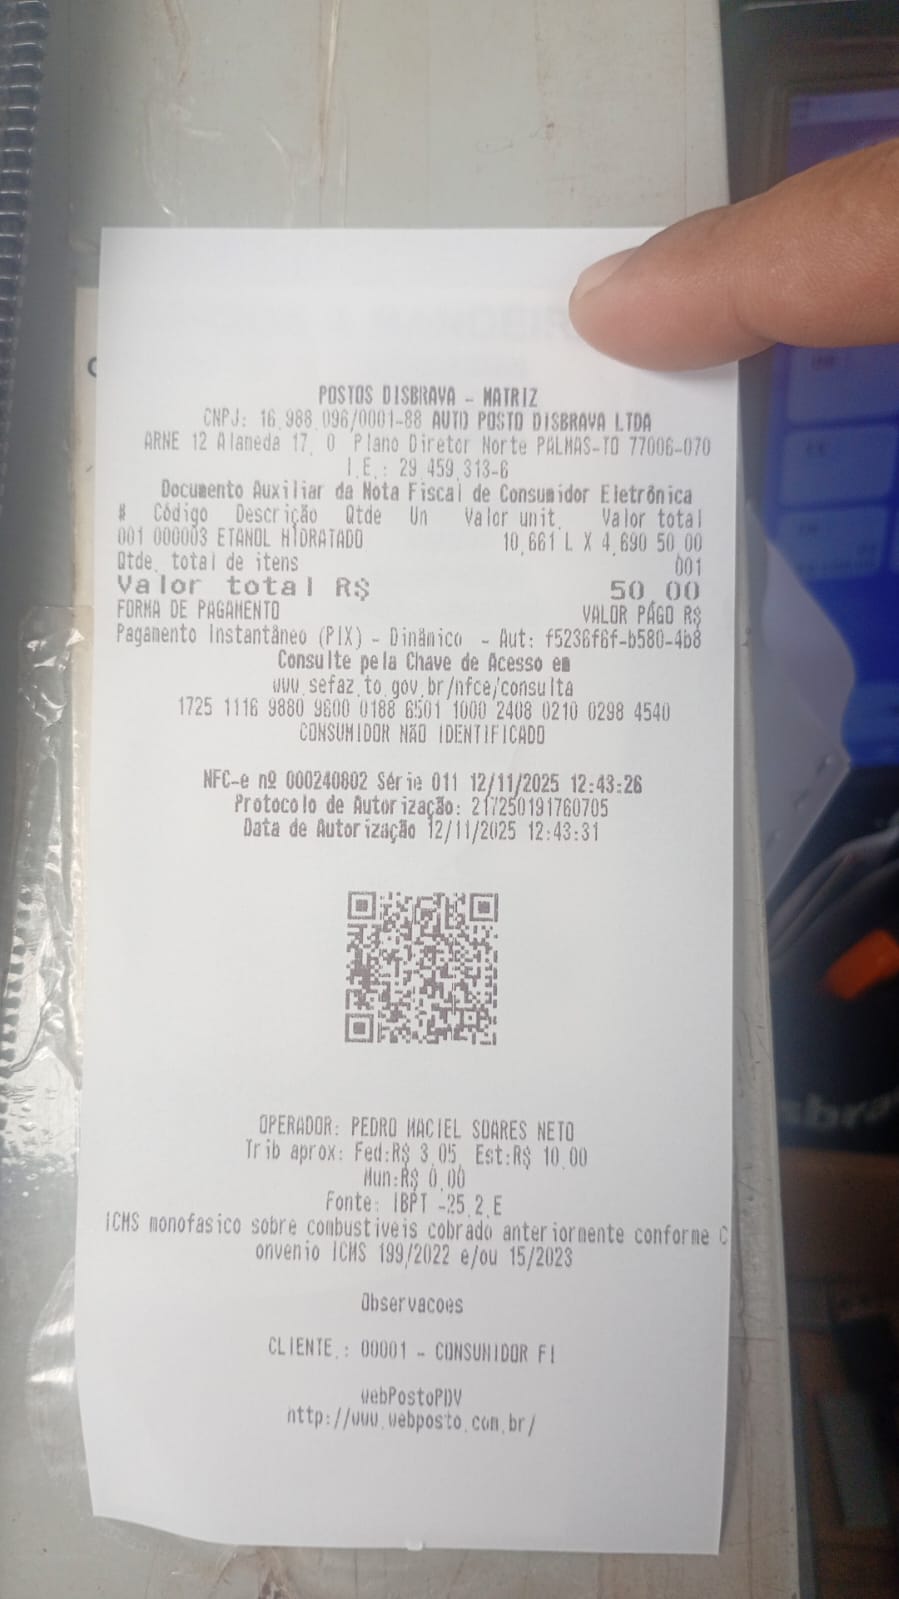 POSTOS DISBRAVA - MATRIZ
CNPJ: 16.988.096/0001-88 AUTO POSTO DISBRAVA LTDA
ARNE 12 Alameda 17, 0 Plano Diretor Norte PALMAS-TO 77006-070
I.E.: 29.459.313-6
Documento Auxiliar da Nota Fiscal de Consumidor Eletrônica
# Código Descrição Qtde Un Valor unit. Valor total
001 000003 ETANOL HIDRATADO 10,661 L X 4,690 50,00
Qtde. total de itens 001
Valor total R$ 50,00
FORMA DE PAGAMENTO VALOR PAGO R$
Pagamento Instantâneo (PIX) - Dinâmico - Aut: f5236f6f-b580-4b8
Consulte pela Chave de Acesso em
www.sefaz.to.gov.br/nfce/consulta
1725 1116 9880 9600 0188 6501 1000 2408 0210 0298 4540
CONSUMIDOR NÃO IDENTIFICADO
NFC-e nº 000240802 Série 011 12/11/2025 12:43:26
Protocolo de Autorização: 217250191760705
Data de Autorização 12/11/2025 12:43:31
OPERADOR: PEDRO MACIEL SOARES NETO
Trib aprox: Fed:R$ 3,05, Est:R$ 10,00
Mun:R$ 0,00
Fonte: IBPT -25.2.E
ICMS monofasico sobre combustiveis cobrado anteriormente conforme C
onvenio ICMS 199/2022 e/ou 15/2023
Observacoes
CLIENTE.: 00001 - CONSUMIDOR FI
webPostoPDV
http://www.webposto.com.br/